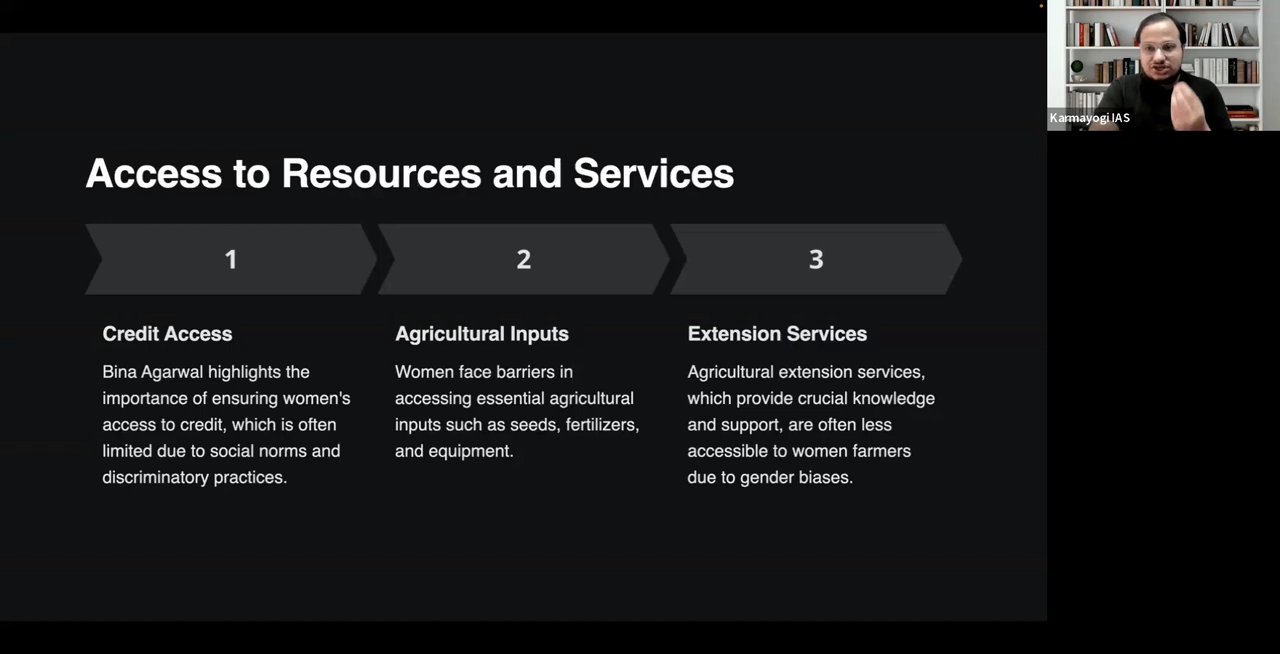 Karmayogi IAS
Access to Resources and Services
1
2
3
Credit Access
Bina Agarwal highlights the
importance of ensuring women's
access to credit, which is often
limited due to social norms and
discriminatory practices.
Agricultural Inputs
Women face barriers in
accessing essential agricultural
inputs such as seeds, fertilizers,
and equipment.
Extension Services
Agricultural extension services,
which provide crucial knowledge
and support, are often less
accessible to women farmers
due to gender biases.